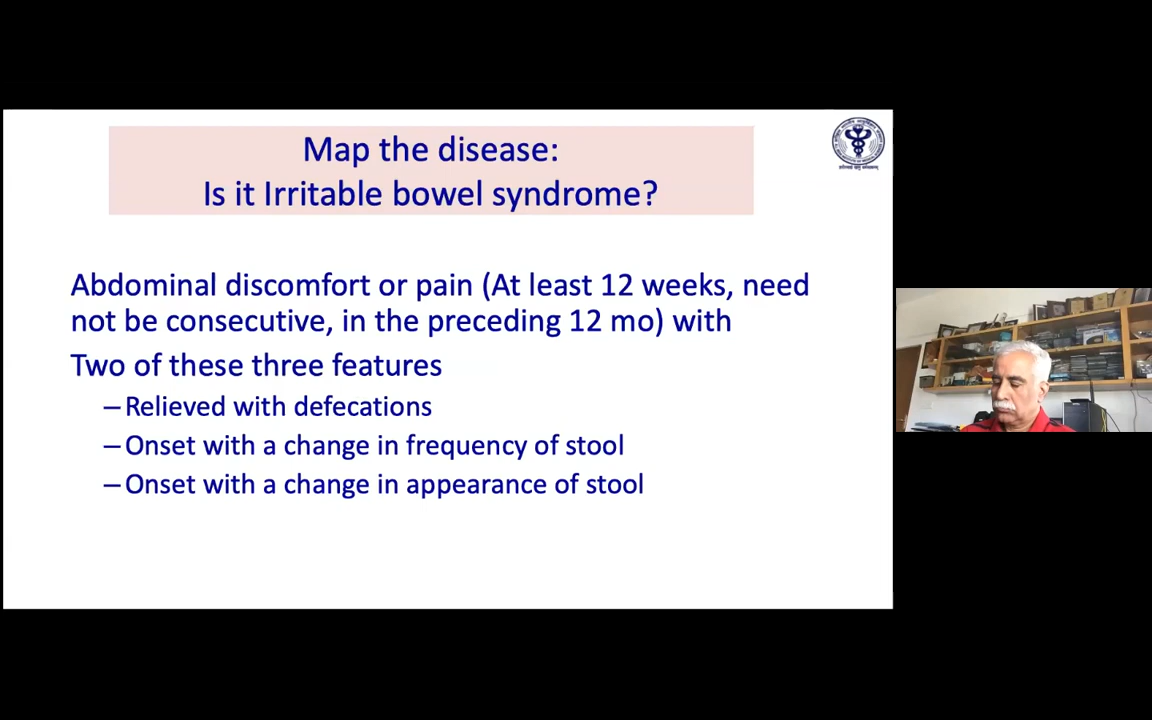 Map the disease:
Is it Irritable bowel syndrome?
Abdominal discomfort or pain (At least 12 weeks, need
not be consecutive, in the preceding 12 mo) with
Two of these three features
–Relieved with defecations
–Onset with a change in frequency of stool
–Onset with a change in appearance of stool